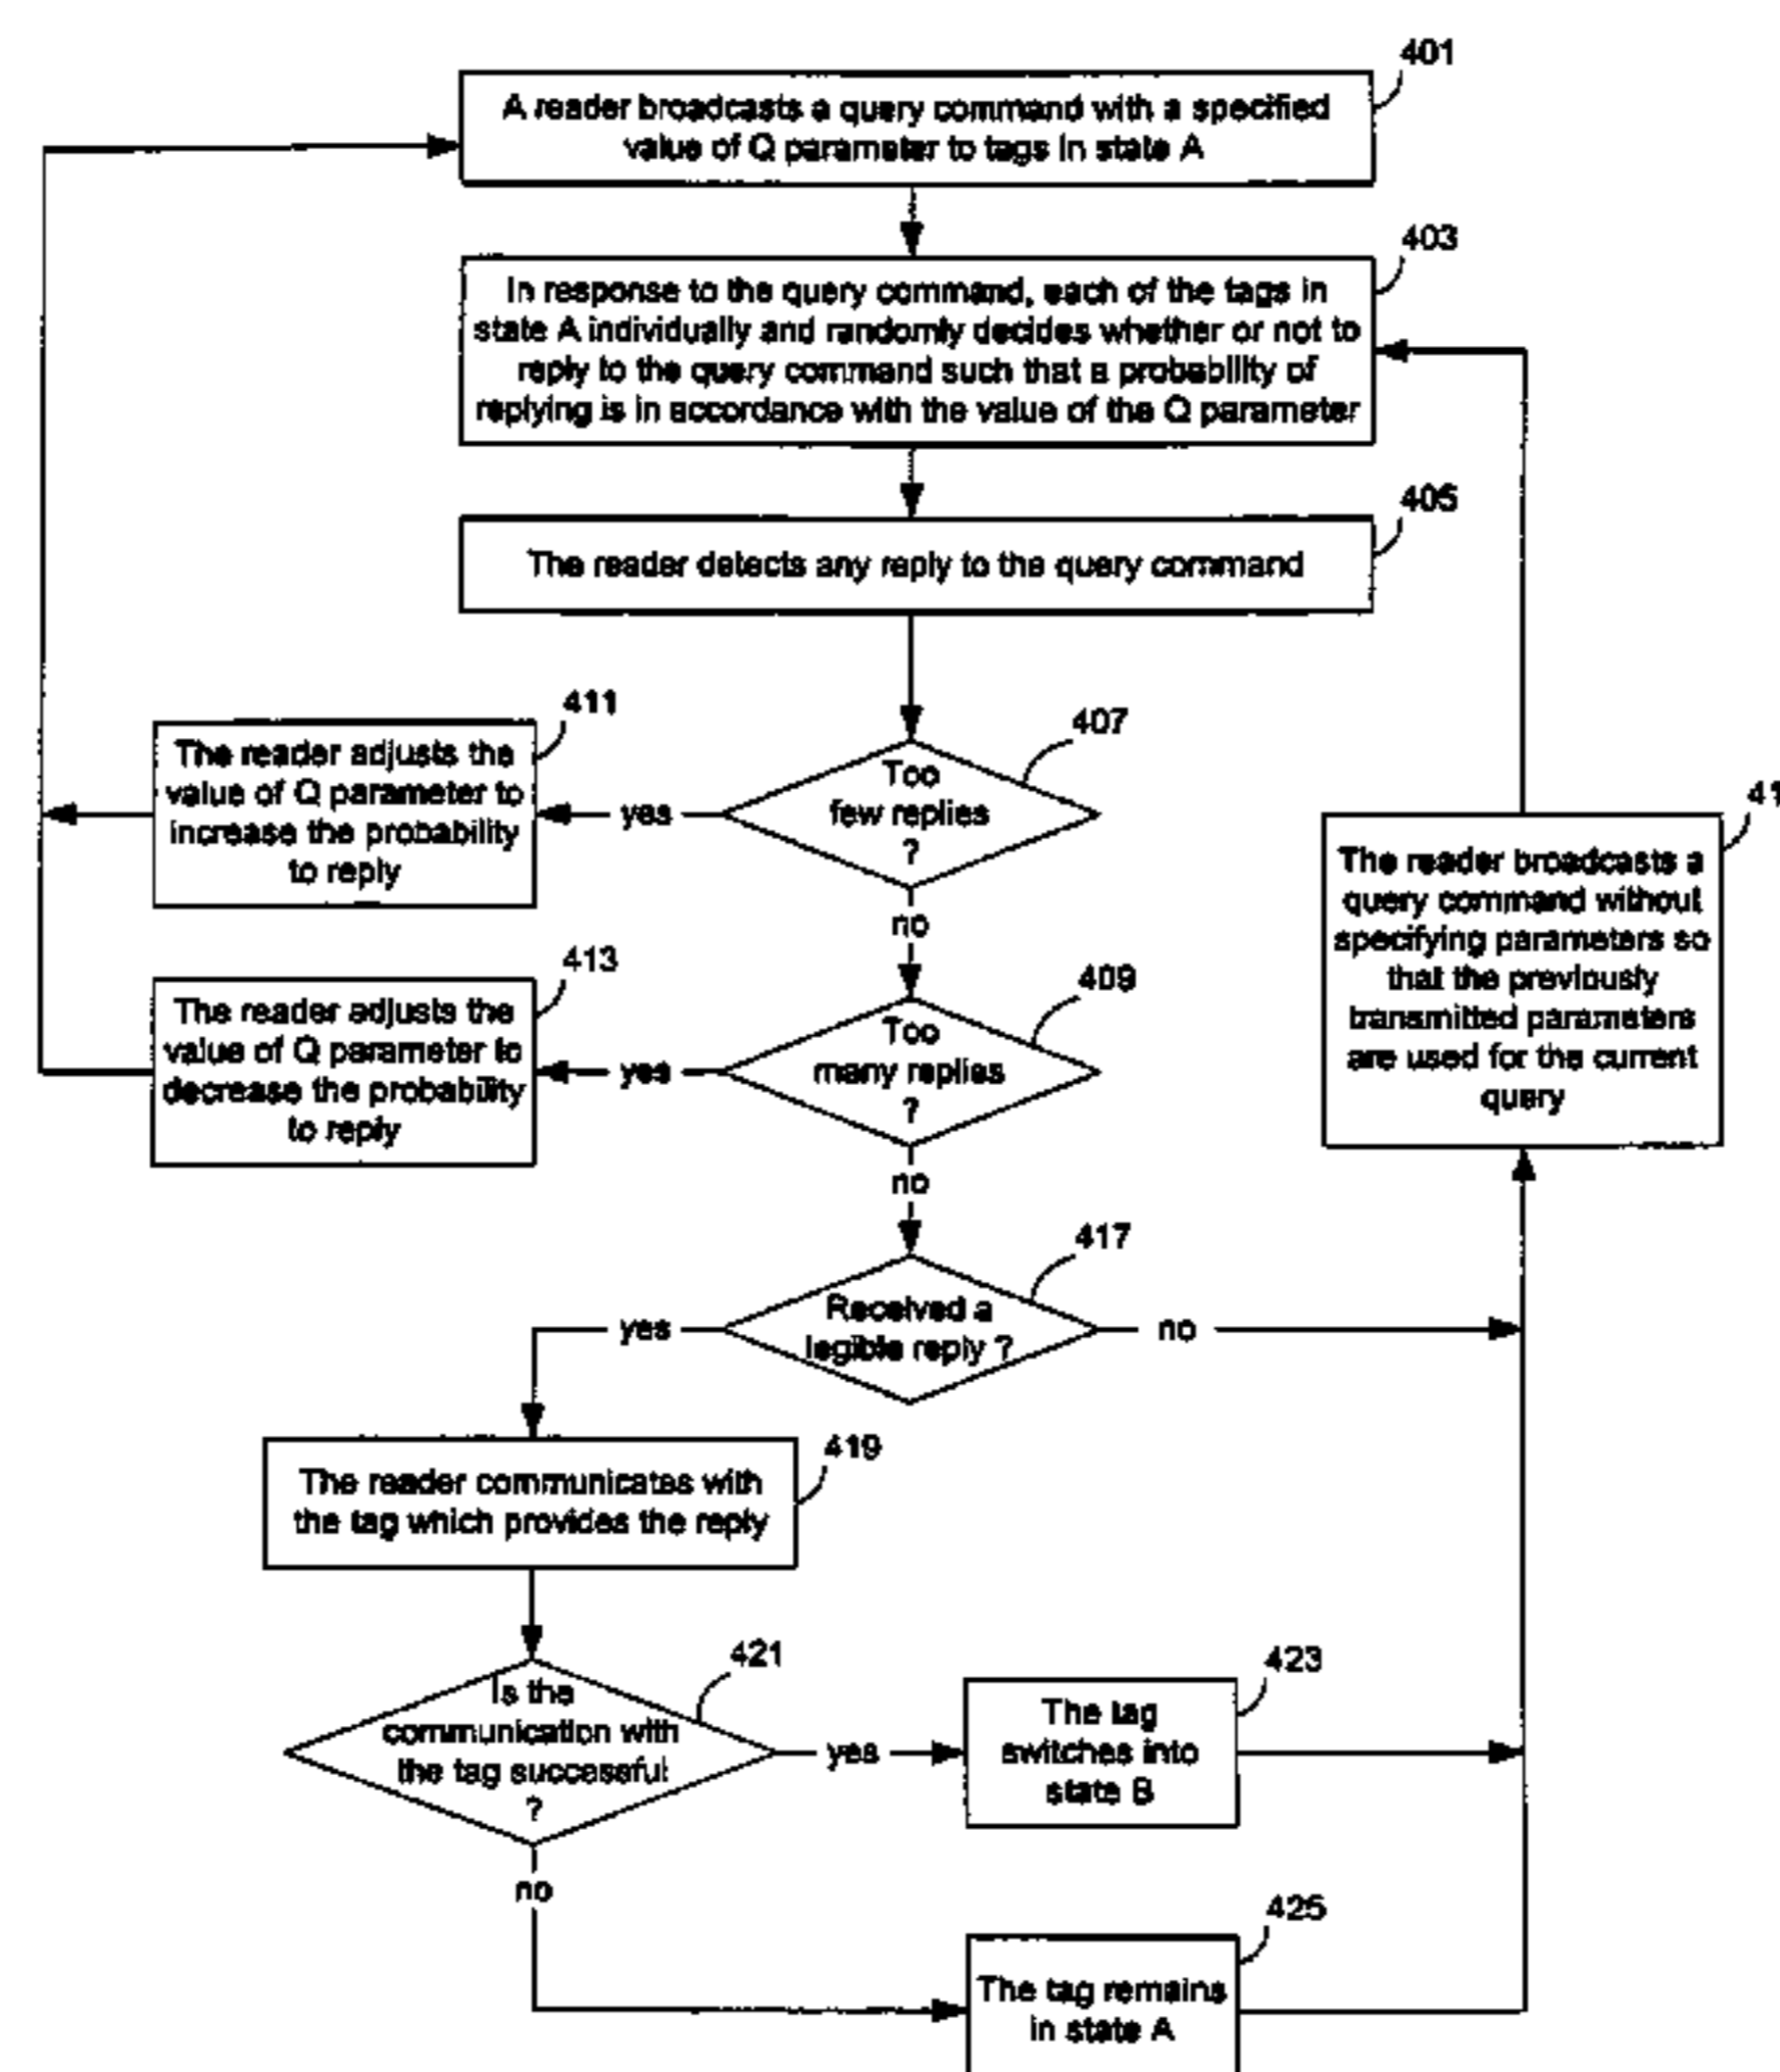 401
A reader broadcasts a query command with a specified
value of Q parameter to tags in state A
403
In response to the query command, each of the tags in
state A individually and randomly decides whether or not to
reply to the query command such that a probability of
replying is in accordance with the value of the Q parameter
405
The reader detects any reply to the query command
411
The reader adjusts the
value of Q parameter to
increase the probability
to reply
yes
407
Too
few replies
?
no
41
The reader broadcasts a
query command without
specifying parameters so
that the previously
transmitted parameters
are used for the current
query
413
The reader adjusts the
value of Q parameter to
decrease the probability
to reply
yes
409
Too
many replies
?
no
417
Received a
legible reply ?
yes
no
419
The reader communicates with
the tag which provides the reply
421
Is the
communication with
the tag successful
?
yes
423
The tag
switches into
state B
no
425
The tag remains
in state A